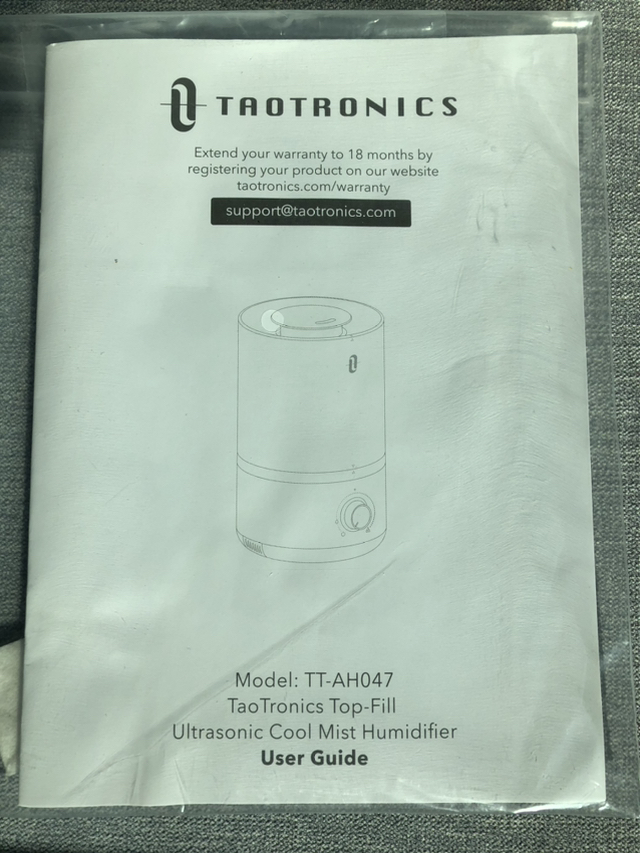 TAOTRONICS
Extend your warranty to 18 months by
registering your product on our website
taotronics.com/warranty
support@taotronics.com
Model: TT-AH047
TaoTronics Top-Fill
Ultrasonic Cool Mist Humidifier
User Guide